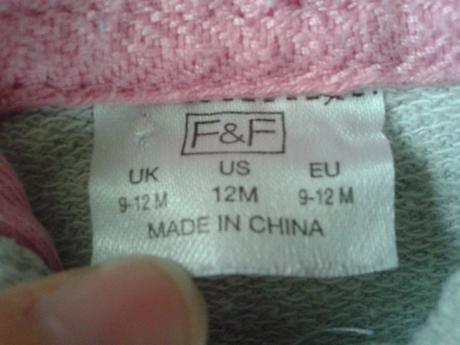 F&F
UK US EU
9-12 M 12M 9-12 M
MADE IN CHINA